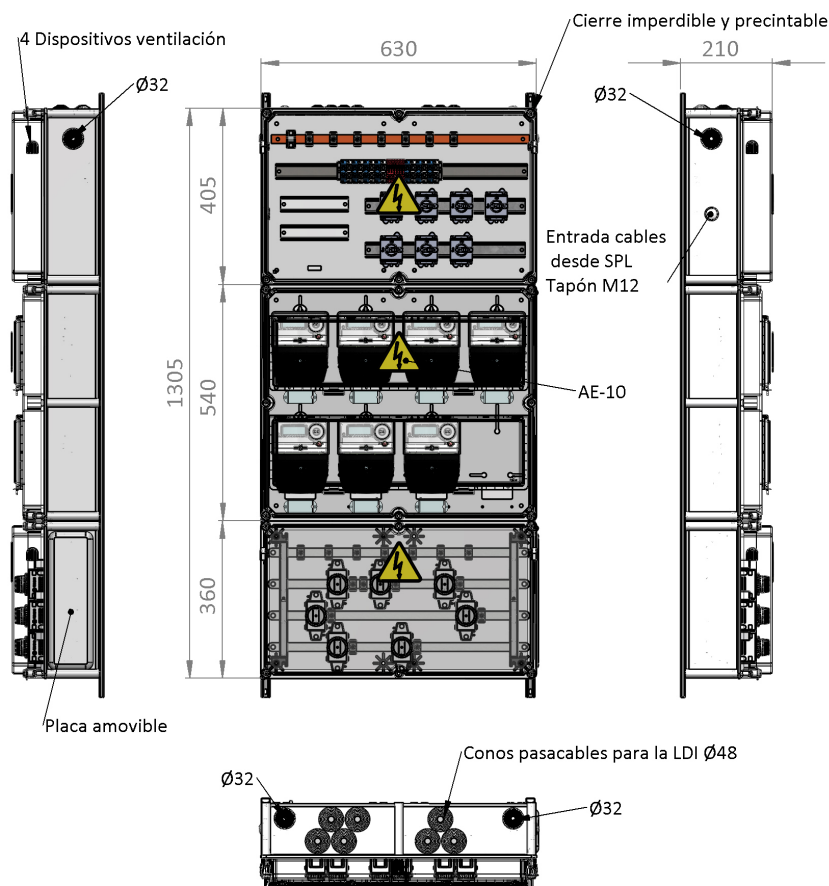 Cierre imperdible y precintable
4 Dispositivos ventilación
630
210
Ø32
Ø32
405
Entrada cables
desde SPL
Tapón M12
1305
540
AE-10
360
Placa amovible
Conos pasacables para la LDI Ø48
Ø32
Ø32